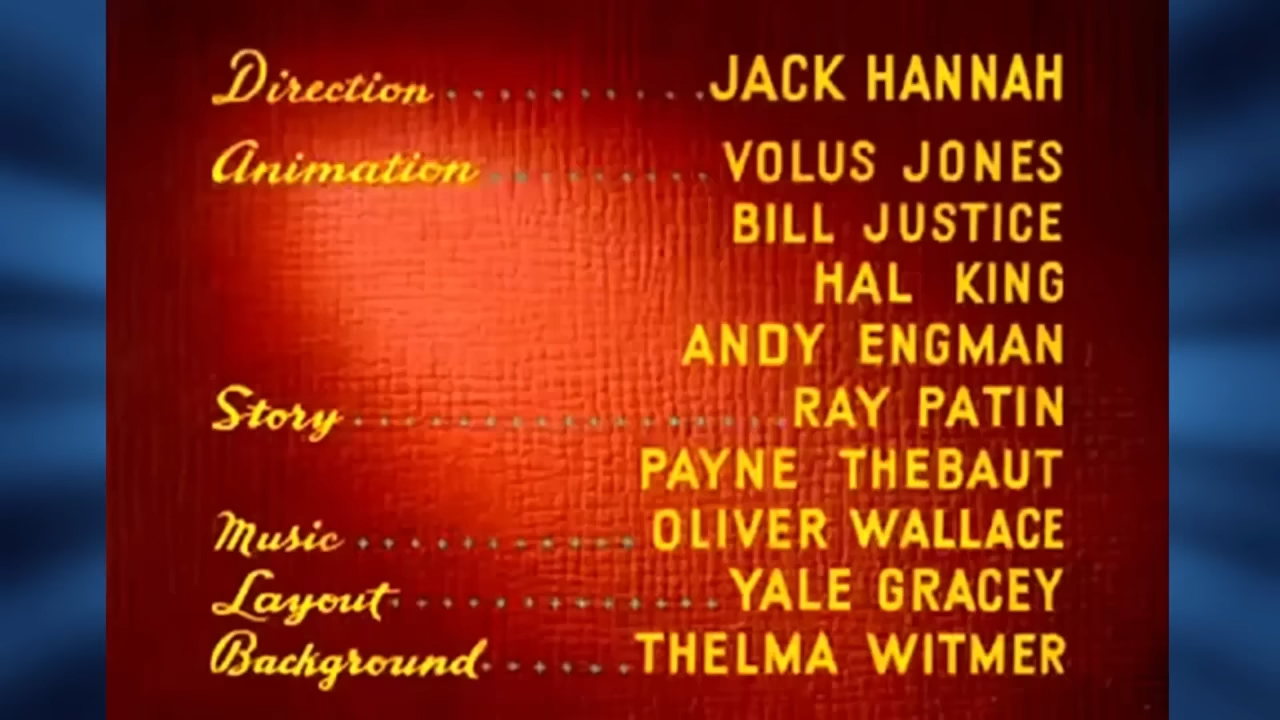 Direction . . . . . . . . . . JACK HANNAH
Animation . . . . . . . . . VOLUS JONES
BILL JUSTICE
HAL KING
ANDY ENGMAN
Story . . . . . . . . . . . . . . . . RAY PATIN
PAYNE THEBAUT
Music . . . . . . . . . . . OLIVER WALLACE
Layout . . . . . . . . . . . . . YALE GRACEY
Background . . . . . . THELMA WITMER